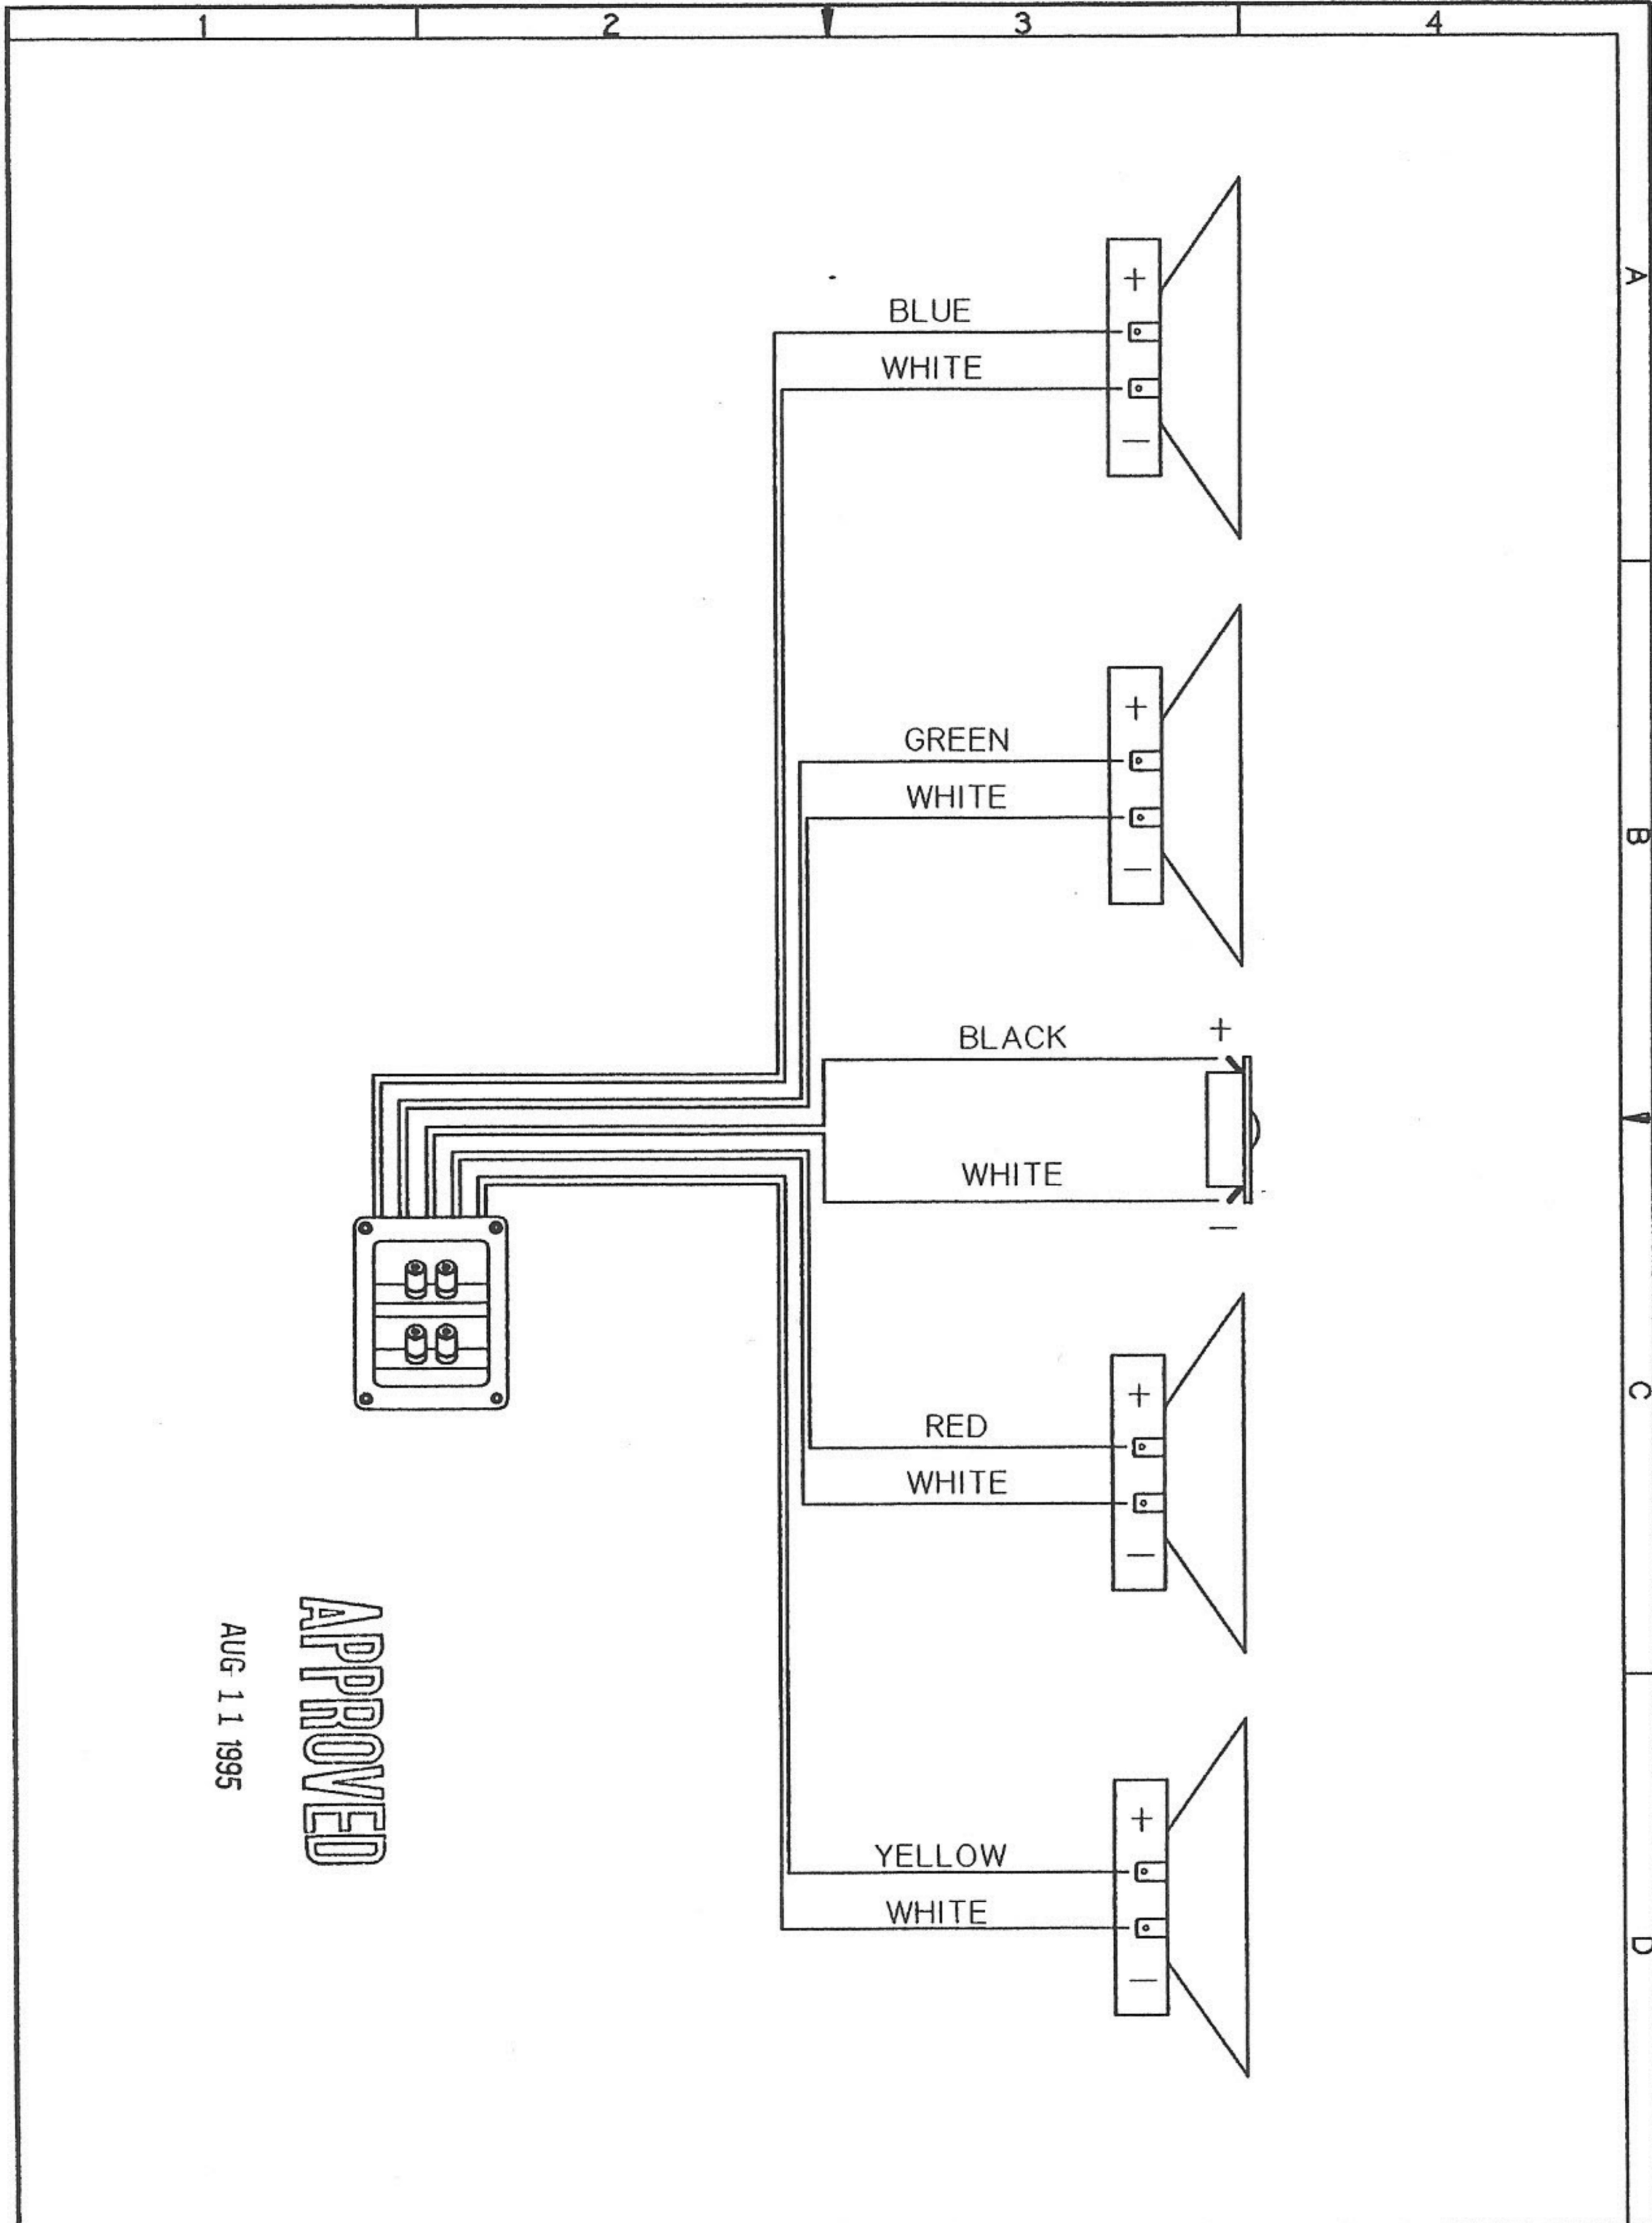 1 2 3 4
A
+
BLUE
WHITE
−
+
GREEN
WHITE
−
B
+
BLACK
WHITE
−
+
C
RED
WHITE
−
+
YELLOW
WHITE
D
−
APPROVED
AUG 11 1995